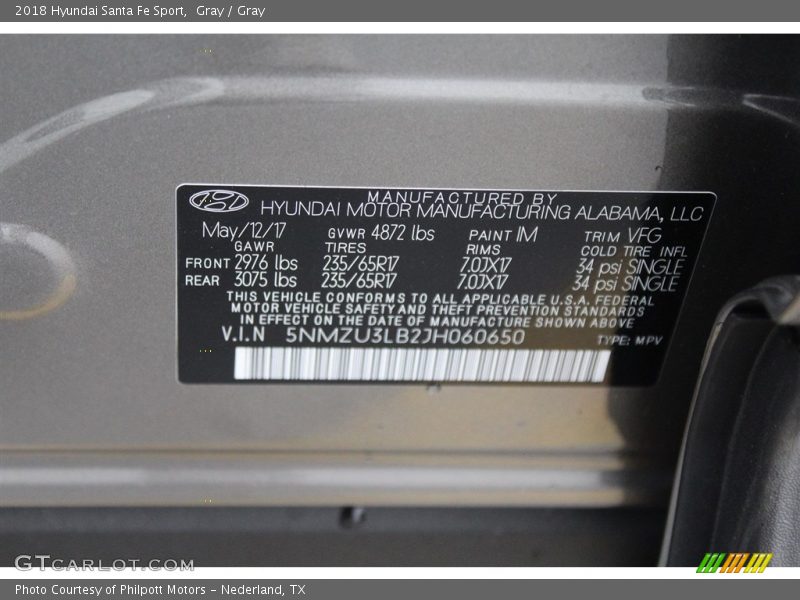 2018 Hyundai Santa Fe Sport,  Gray / Gray
MANUFACTURED BY
HYUNDAI MOTOR MANUFACTURING ALABAMA, LLC
May/12/17 GVWR 4872 lbs PAINT IM TRIM VFG
GAWR TIRES RIMS COLD TIRE INFL
FRONT 2976 lbs 235/65R17 7.0JX17 34 psi SINGLE
REAR 3075 lbs 235/65R17 7.0JX17 34 psi SINGLE
THIS VEHICLE CONFORMS TO ALL APPLICABLE U.S.A. FEDERAL
MOTOR VEHICLE SAFETY AND THEFT PREVENTION STANDARDS
IN EFFECT ON THE DATE OF MANUFACTURE SHOWN ABOVE
V.I.N 5NMZU3LB2JH060650 TYPE: MPV
GTCARLOT.COM
Photo Courtesy of Philpott Motors – Nederland, TX